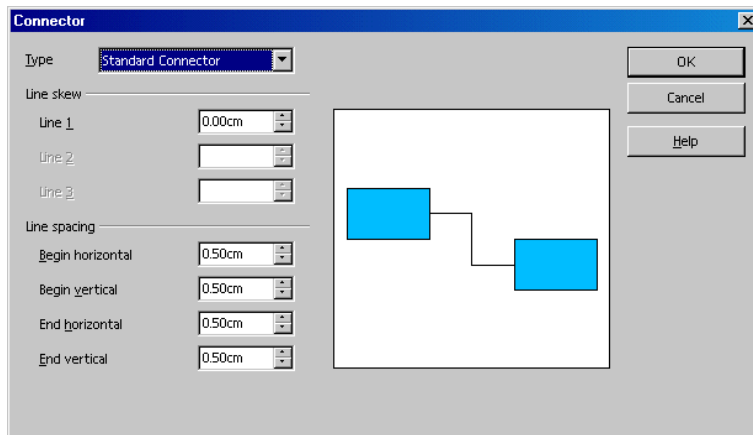 Connector
Type Standard Connector
OK
Line skew
Cancel
Line 1 0.00cm
Help
Line 2
Line 3
Line spacing
Begin horizontal 0.50cm
Begin vertical 0.50cm
End horizontal 0.50cm
End vertical 0.50cm